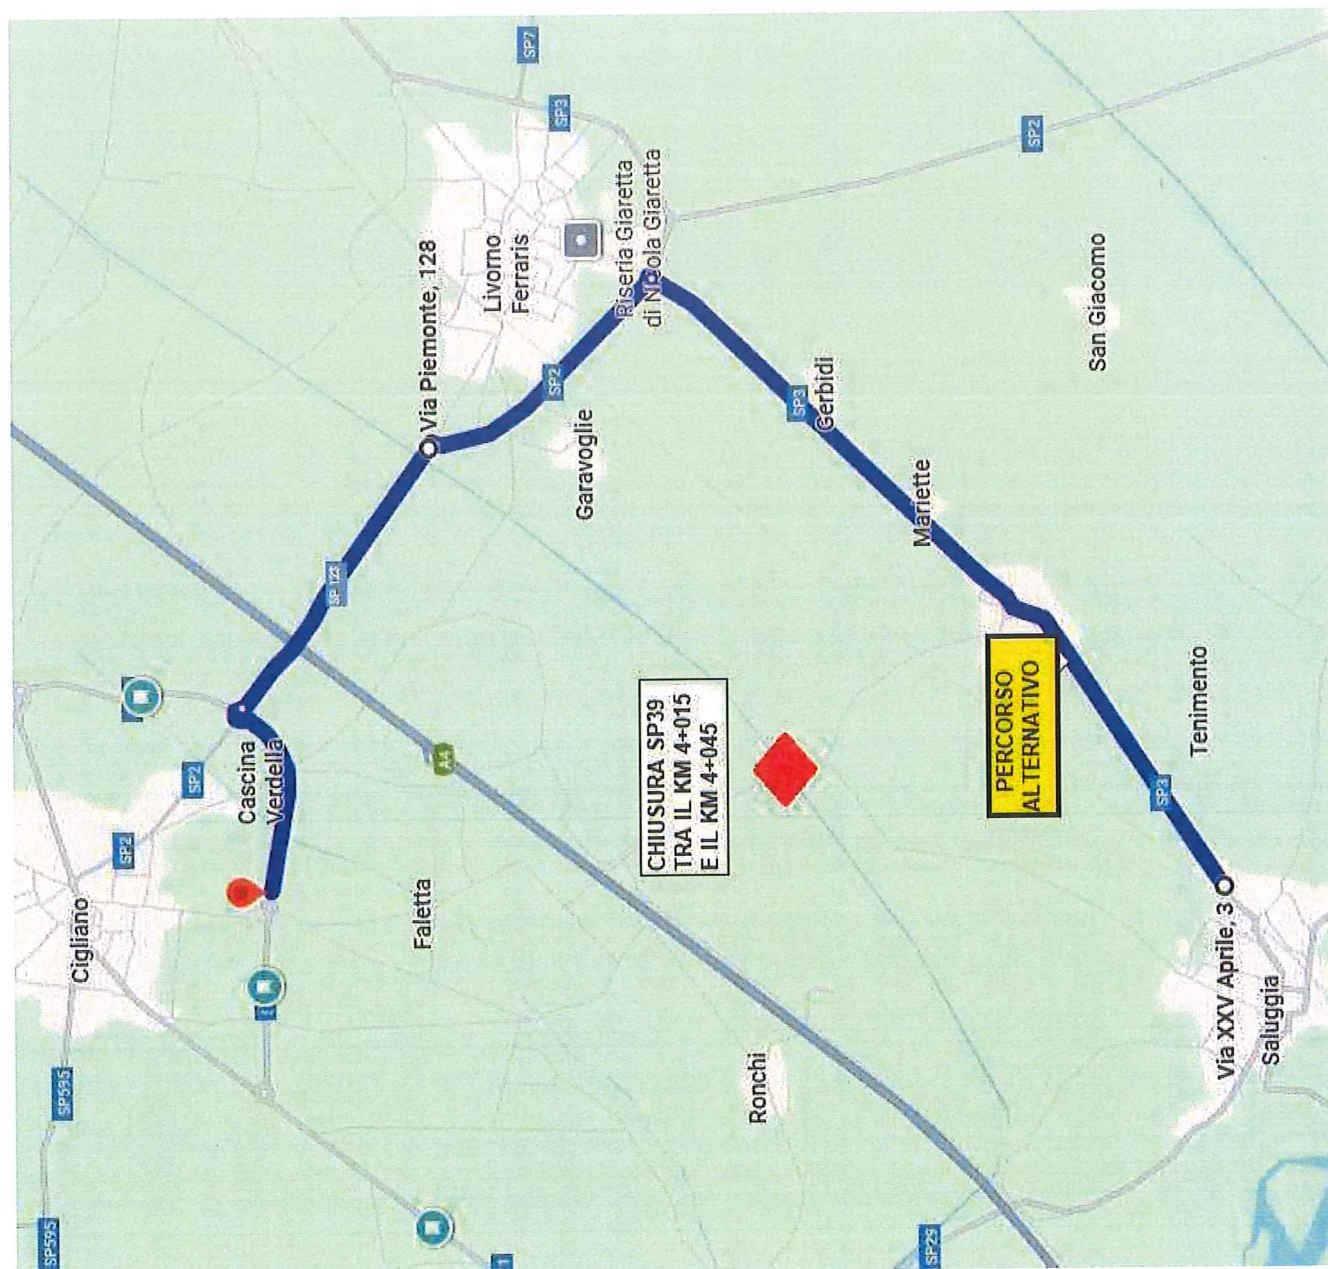 SP595
SP595
Cigliano
SP2
SP2
Cascina
Verdella
SP 123
Faletta
Via Piemonte, 128
A4
Livorno
Ferraris
SP7
SP2
SP3
Garavoglie
Riseria Giaretta
di Nicola Giaretta
CHIUSURA SP39
TRA IL KM 4+015
E IL KM 4+045
Ronchi
SP3
Gerbidi
Mariette
SP29
PERCORSO
ALTERNATIVO
SP2
San Giacomo
SP3
Tenimento
Via XXV Aprile, 3
Saluggia